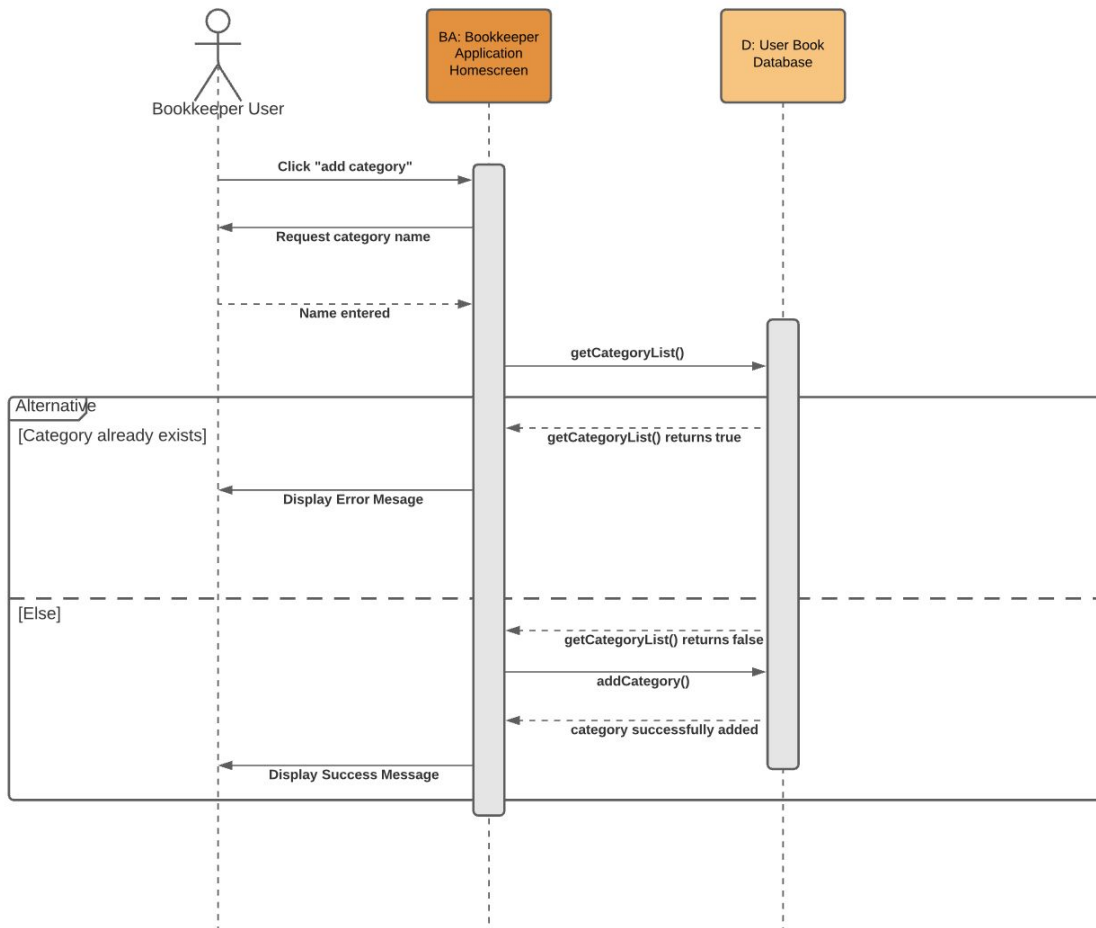 BA: Bookkeeper
Application
Homescreen
D: User Book
Database
Bookkeeper User
Click "add category"
Request category name
Name entered
getCategoryList()
Alternative
[Category already exists]
getCategoryList() returns true
Display Error Mesage
[Else]
getCategoryList() returns false
addCategory()
category successfully added
Display Success Message